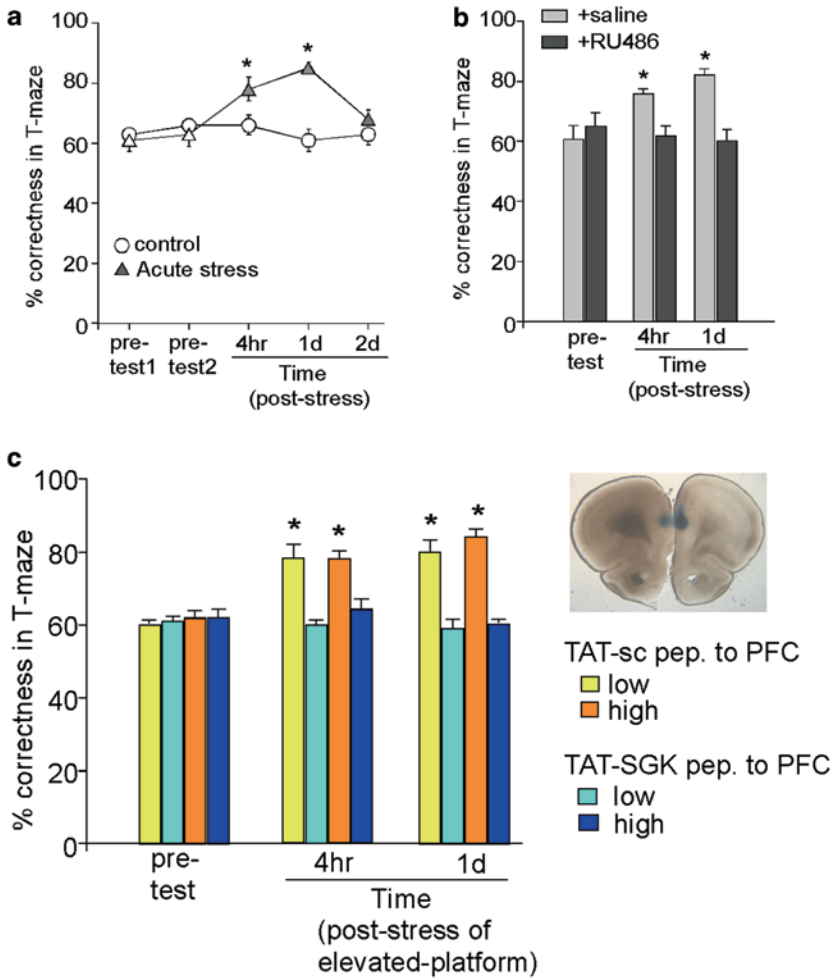 a
100
80
60
40
20
0
% correctness in T-maze
* *
control
Acute stress
pre-
test1
pre-
test2
4hr 1d 2d
Time
(post-stress)
b
+saline
+RU486
100
80
60
40
20
0
% correctness in T-maze
* *
pre-
test
4hr 1d
Time
(post-stress)
c
100
80
60
40
20
0
% correctness in T-maze
* * * *
pre-
test
4hr 1d
Time
(post-stress of
elevated-platform)
TAT-sc pep. to PFC
low
high
TAT-SGK pep. to PFC
low
high